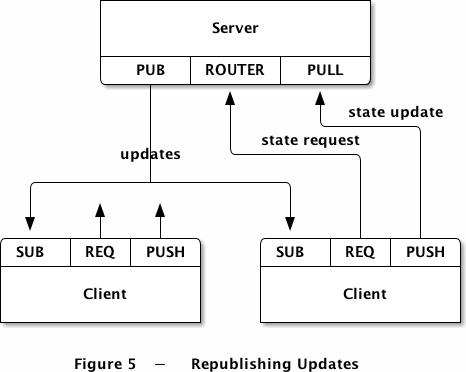 Server
PUB ROUTER PULL
state update
state request
updates
SUB REQ PUSH SUB REQ PUSH
Client Client
Figure 5 — Republishing Updates